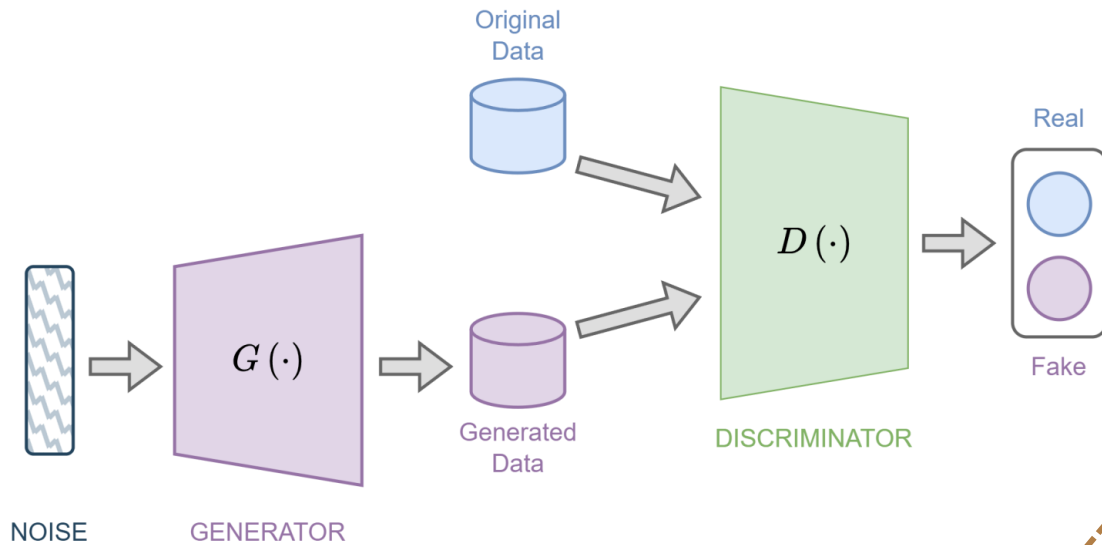 Original
Data
Real
D (·)
G (·)
Fake
Generated
Data
DISCRIMINATOR
NOISE
GENERATOR